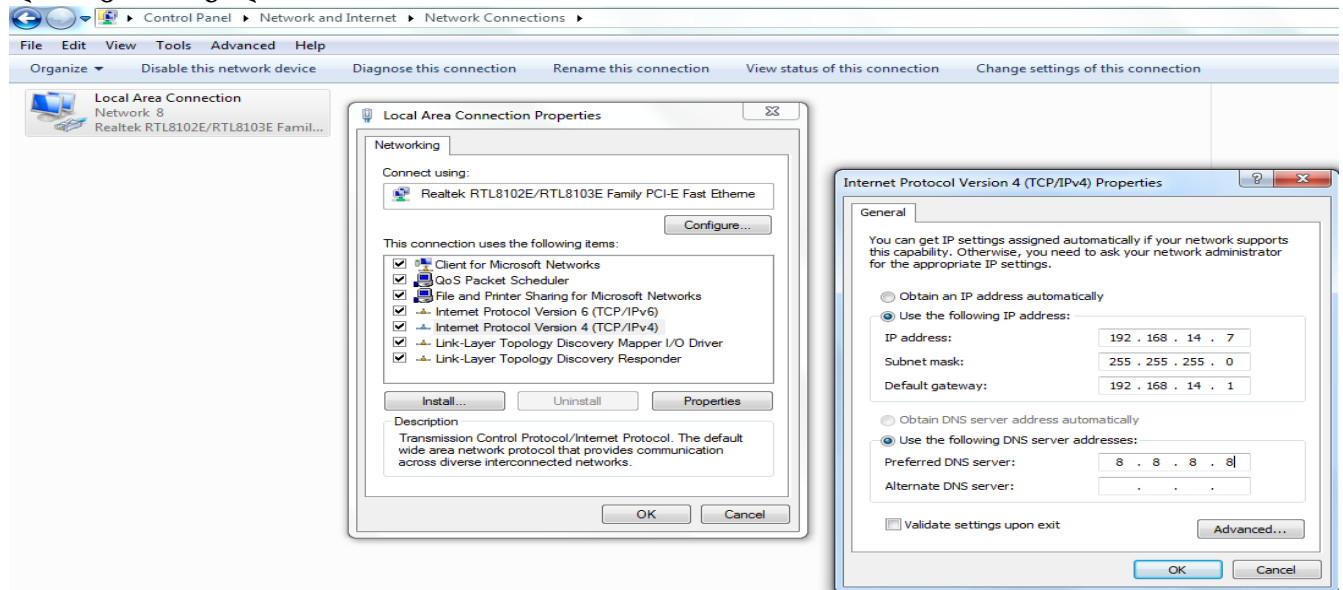 Control Panel ▸ Network and Internet ▸ Network Connections ▸
File Edit View Tools Advanced Help
Organize Disable this network device Diagnose this connection Rename this connection View status of this connection Change settings of this connection
Local Area Connection
Network 8
Realtek RTL8102E/RTL8103E Famil...
Local Area Connection Properties
Networking
Connect using:
Realtek RTL8102E/RTL8103E Family PCI-E Fast Etherne
Configure...
This connection uses the following items:
Client for Microsoft Networks
QoS Packet Scheduler
File and Printer Sharing for Microsoft Networks
Internet Protocol Version 6 (TCP/IPv6)
Internet Protocol Version 4 (TCP/IPv4)
Link-Layer Topology Discovery Mapper I/O Driver
Link-Layer Topology Discovery Responder
Install... Uninstall Properties
Description
Transmission Control Protocol/Internet Protocol. The default
wide area network protocol that provides communication
across diverse interconnected networks.
OK Cancel
Internet Protocol Version 4 (TCP/IPv4) Properties
General
You can get IP settings assigned automatically if your network supports
this capability. Otherwise, you need to ask your network administrator
for the appropriate IP settings.
Obtain an IP address automatically
Use the following IP address:
IP address: 192 . 168 . 14 . 7
Subnet mask: 255 . 255 . 255 . 0
Default gateway: 192 . 168 . 14 . 1
Obtain DNS server address automatically
Use the following DNS server addresses:
Preferred DNS server: 8 . 8 . 8 . 8
Alternate DNS server: . . .
Validate settings upon exit
Advanced...
OK Cancel